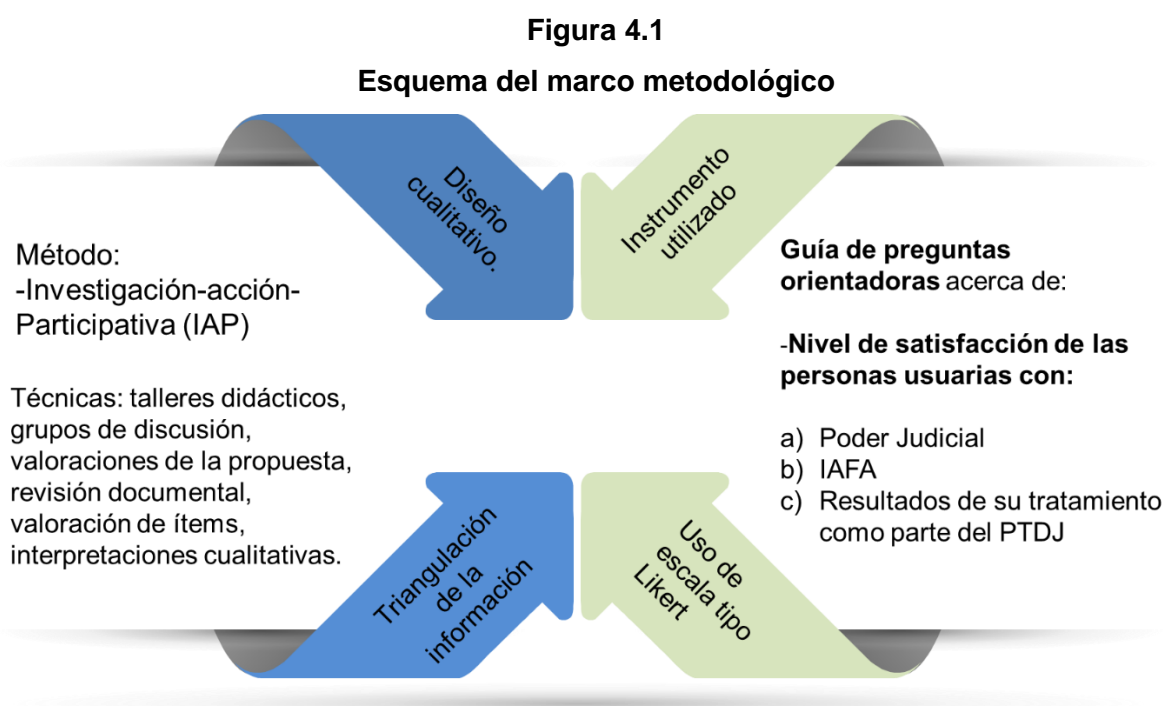 Figura 4.1
Esquema del marco metodológico
Diseño
cualitativo.
Instrumento
utilizado
Método:
-Investigación-acción-
Participativa (IAP)
Técnicas: talleres didácticos,
grupos de discusión,
valoraciones de la propuesta,
revisión documental,
valoración de ítems,
interpretaciones cualitativas.
Guía de preguntas
orientadoras acerca de:
-Nivel de satisfacción de las
personas usuarias con:
a) Poder Judicial
b) IAFA
c) Resultados de su tratamiento
como parte del PTDJ
Triangulación
de la
información
Uso de
escala tipo
Likert